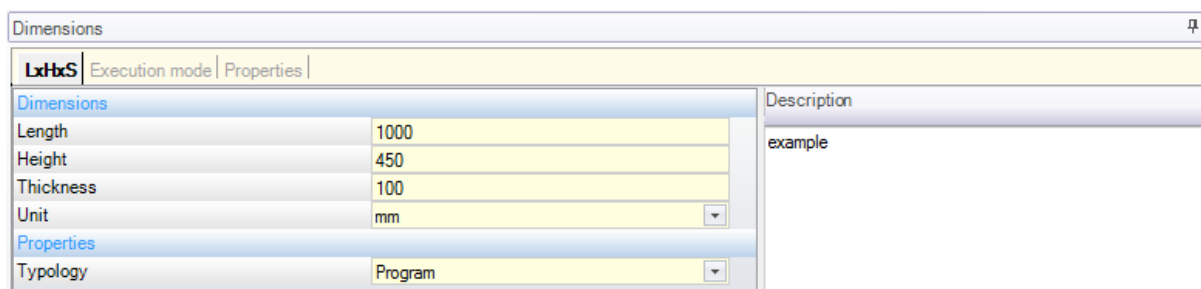 Dimensions
LxHxS Execution mode Properties
Dimensions
Length 1000
Height 450
Thickness 100
Unit mm
Properties
Typology Program
Description
example